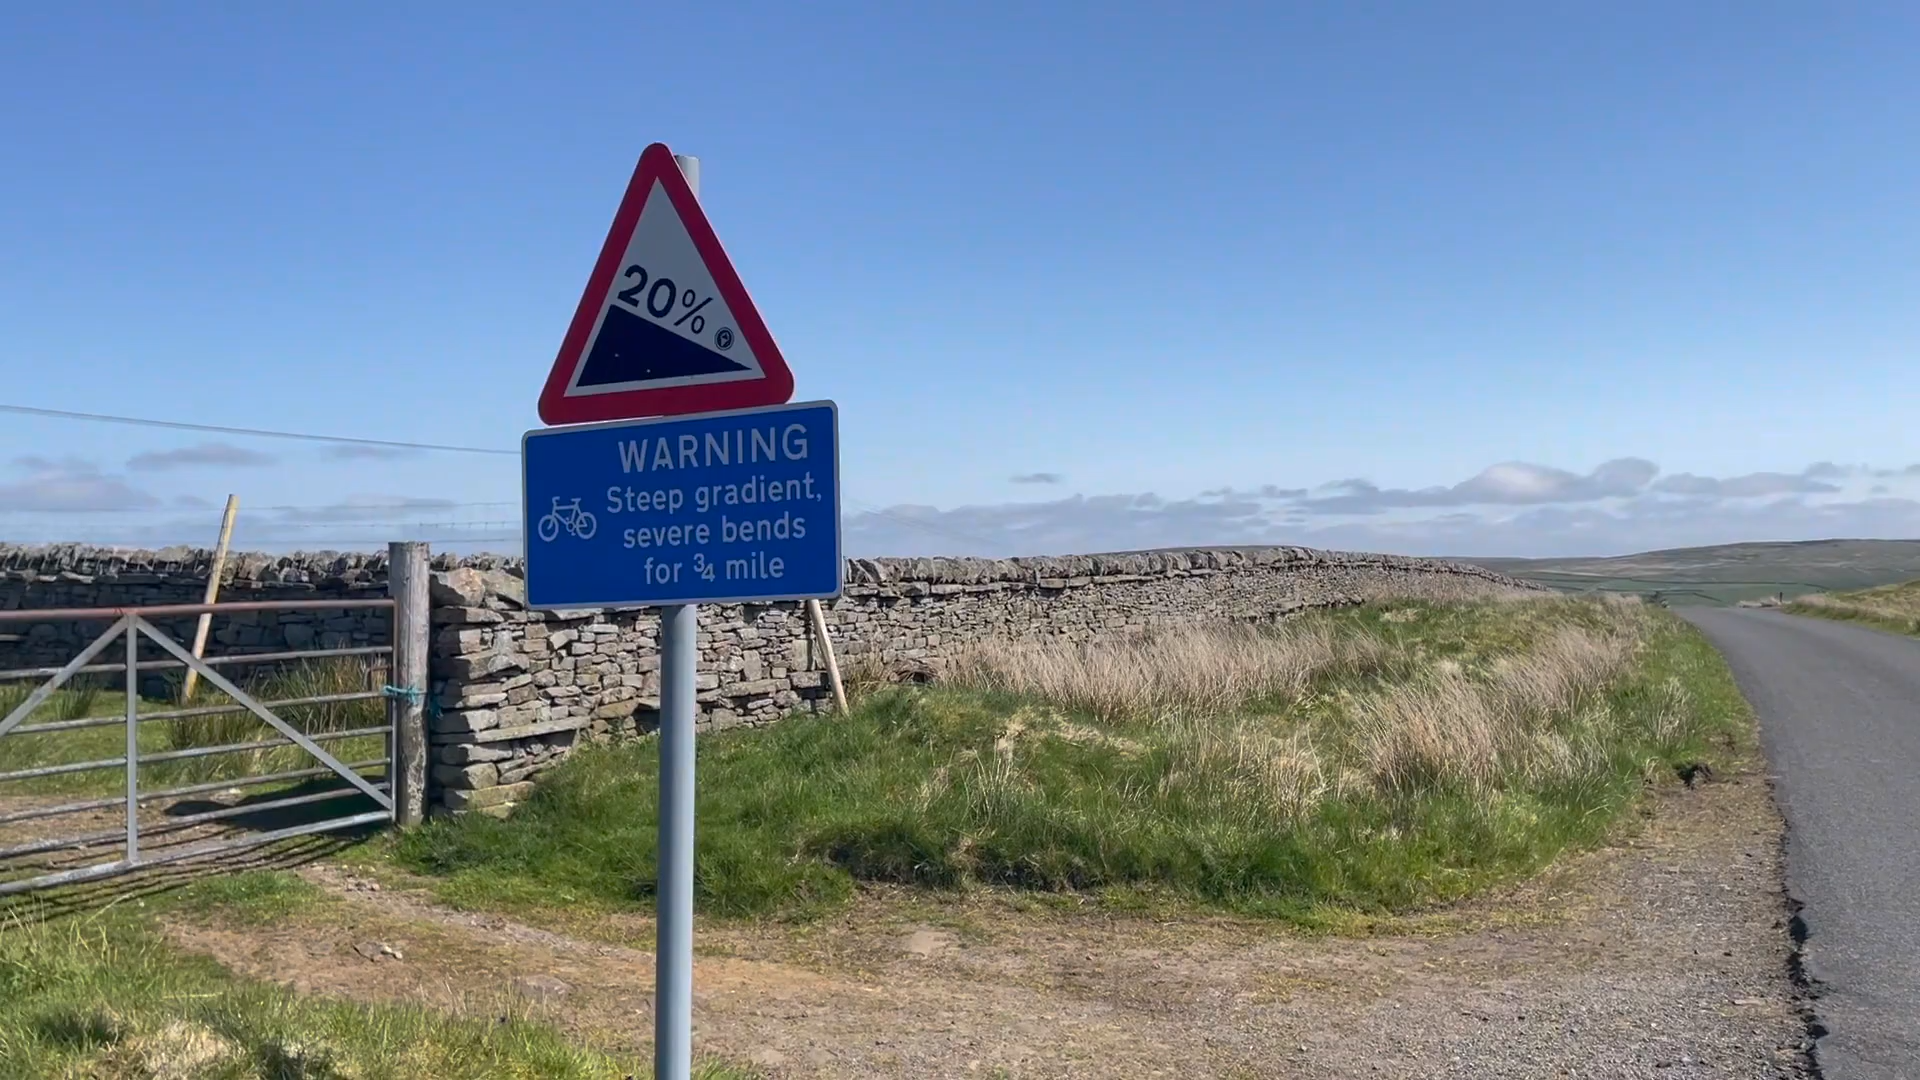 20%
WARNING
Steep gradient,
severe bends
for ¾ mile